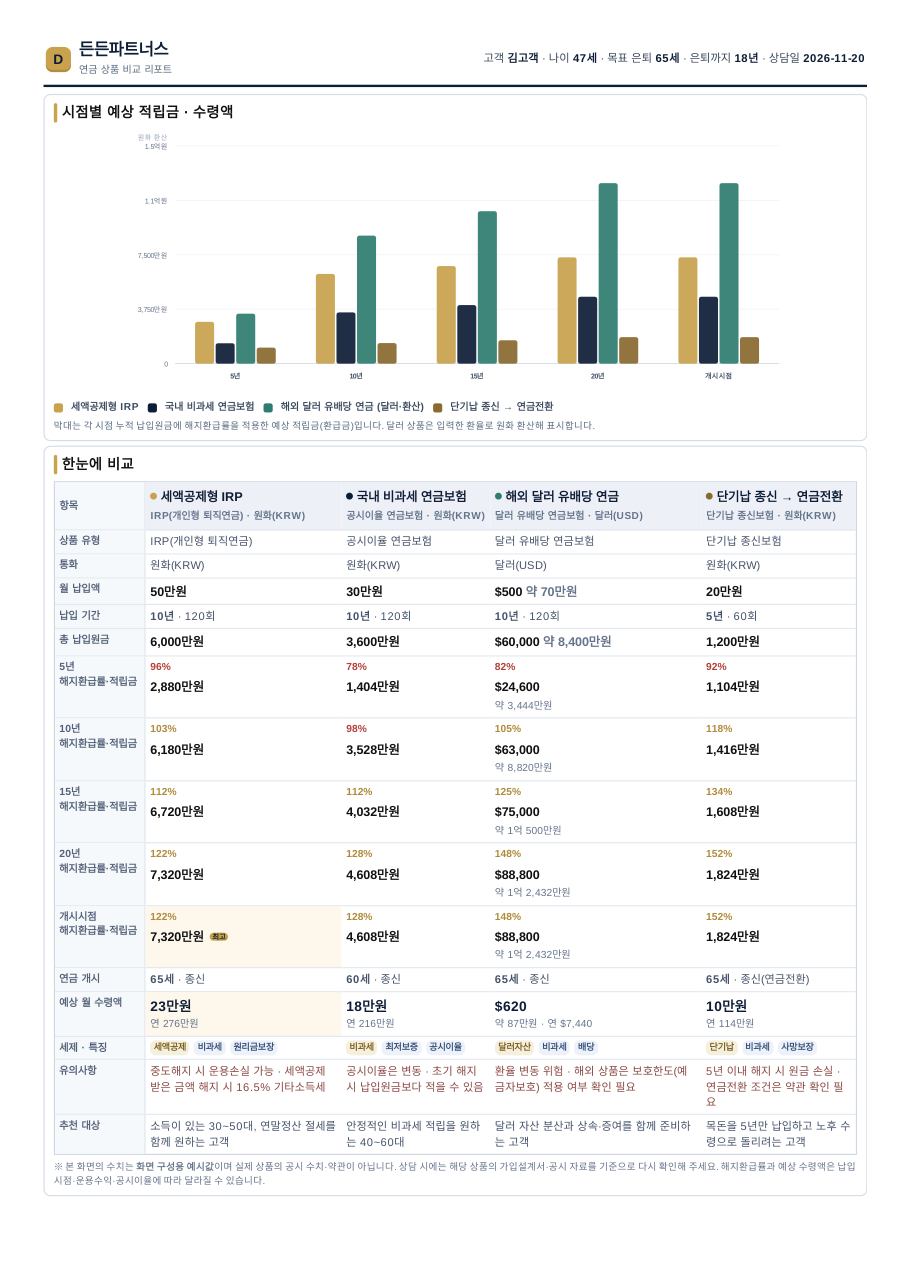 D
든든파트너스
연금 상품 비교 리포트
고객 김고객 · 나이 47세 · 목표 은퇴 65세 · 은퇴까지 18년 · 상담일 2026-11-20
시점별 예상 적립금 · 수령액
원화 환산
1.5억원
1.1억원
7,500만원
3,750만원
0
5년 10년 15년 20년 개시시점
세액공제형 IRP 국내 비과세 연금보험 해외 달러 유배당 연금 (달러·환산) 단기납 종신 → 연금전환
막대는 각 시점 누적 납입원금에 해지환급률을 적용한 예상 적립금(환급금)입니다. 달러 상품은 입력한 환율로 원화 환산해 표시합니다.
한눈에 비교
항목
세액공제형 IRP 국내 비과세 연금보험 해외 달러 유배당 연금 단기납 종신 → 연금전환
IRP(개인형 퇴직연금) · 원화(KRW) 공시이율 연금보험 · 원화(KRW) 달러 유배당 연금보험 · 달러(USD) 단기납 종신보험 · 원화(KRW)
상품 유형 IRP(개인형 퇴직연금) 공시이율 연금보험 달러 유배당 연금보험 단기납 종신보험
통화 원화(KRW) 원화(KRW) 달러(USD) 원화(KRW)
월 납입액 50만원 30만원 $500 약 70만원 20만원
납입 기간 10년 · 120회 10년 · 120회 10년 · 120회 5년 · 60회
총 납입원금 6,000만원 3,600만원 $60,000 약 8,400만원 1,200만원
5년 96% 78% 82% 92%
해지환급률·적립금 2,880만원 1,404만원 $24,600 1,104만원
약 3,444만원
10년 103% 98% 105% 118%
해지환급률·적립금 6,180만원 3,528만원 $63,000 1,416만원
약 8,820만원
15년 112% 112% 125% 134%
해지환급률·적립금 6,720만원 4,032만원 $75,000 1,608만원
약 1억 500만원
20년 122% 128% 148% 152%
해지환급률·적립금 7,320만원 4,608만원 $88,800 1,824만원
약 1억 2,432만원
개시시점 122% 128% 148% 152%
해지환급률·적립금 7,320만원 최고 4,608만원 $88,800 1,824만원
약 1억 2,432만원
연금 개시 65세 · 종신 60세 · 종신 65세 · 종신 65세 · 종신(연금전환)
예상 월 수령액 23만원 18만원 $620 10만원
연 276만원 연 216만원 약 87만원 · 연 $7,440 연 114만원
세제 · 특징 세액공제 비과세 원리금보장 비과세 최저보증 공시이율 달러자산 비과세 배당 단기납 비과세 사망보장
유의사항 중도해지 시 운용손실 가능 · 세액공제 공시이율은 변동 · 초기 해지 환율 변동 위험 · 해외 상품은 보호한도(예 5년 이내 해지 시 원금 손실 ·
받은 금액 해지 시 16.5% 기타소득세 시 납입원금보다 적을 수 있음 금자보호) 적용 여부 확인 필요 연금전환 조건은 약관 확인 필
요
추천 대상 소득이 있는 30~50대, 연말정산 절세를 안정적인 비과세 적립을 원하 달러 자산 분산과 상속·증여를 함께 준비하 목돈을 5년만 납입하고 노후 수
함께 원하는 고객 는 40~60대 는 고객 령으로 돌리려는 고객
※ 본 화면의 수치는 화면 구성용 예시값이며 실제 상품의 공시 수치·약관이 아닙니다. 상담 시에는 해당 상품의 가입설계서·공시 자료를 기준으로 다시 확인해 주세요. 해지환급률과 예상 수령액은 납입
시점·운용수익·공시이율에 따라 달라질 수 있습니다.